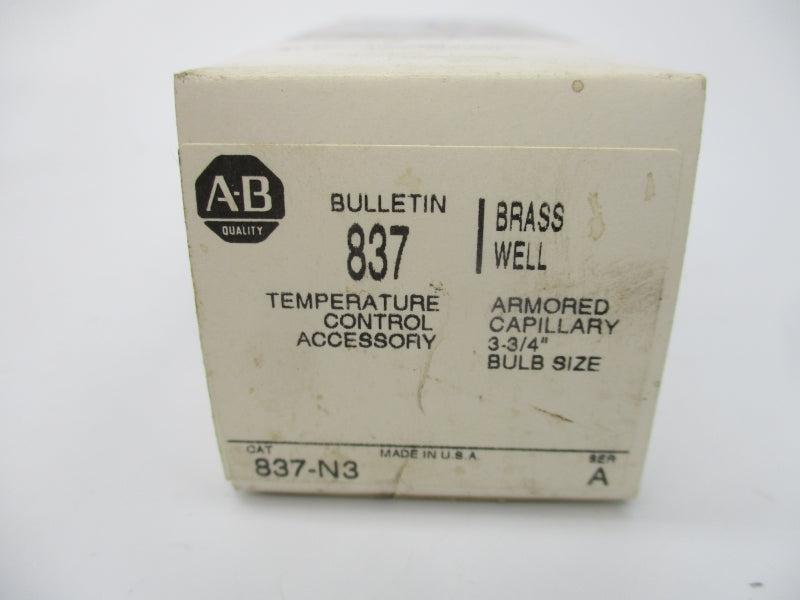 A-B
QUALITY
BULLETIN
837
TEMPERATURE
CONTROL
ACCESSORY
BRASS
WELL
ARMORED
CAPILLARY
3-3/4"
BULB SIZE
CAT
837-N3
MADE IN U.S.A.
SER
A